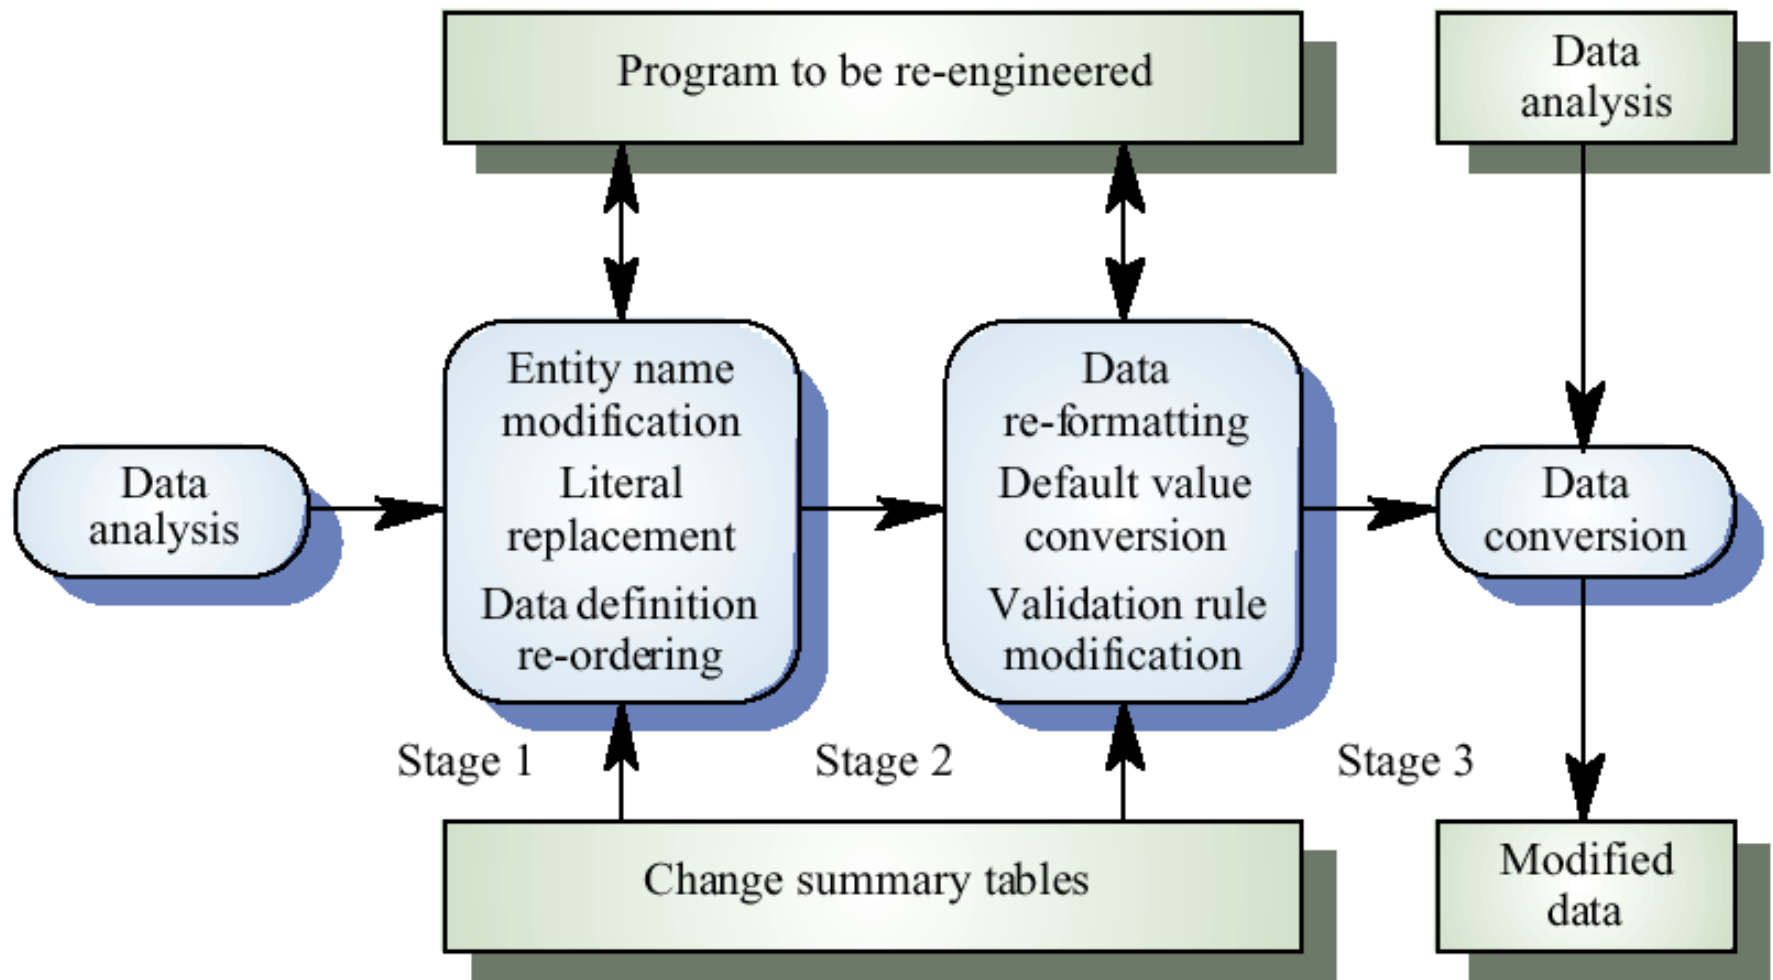 Program to be re-engineered
Data
analysis
Data
analysis
Entity name
modification
Literal
replacement
Data definition
re-ordering
Data
re-formatting
Default value
conversion
Validation rule
modification
Data
conversion
Stage 1
Stage 2
Stage 3
Change summary tables
Modified
data